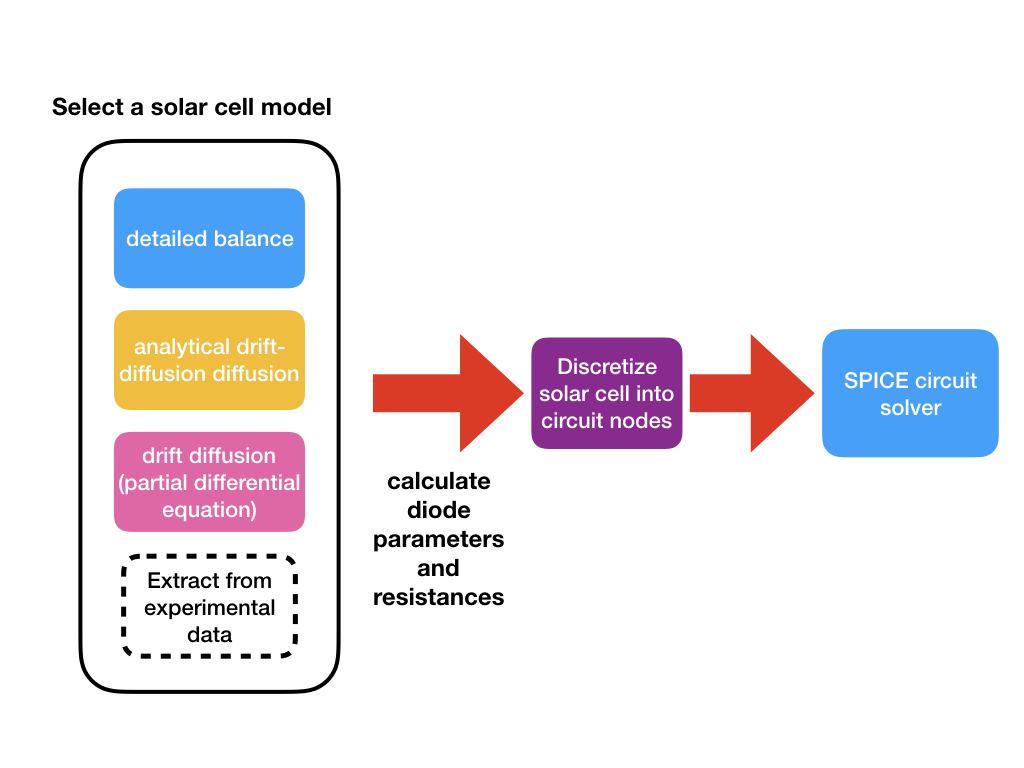 Select a solar cell model
detailed balance
analytical drift-
diffusion diffusion
drift diffusion
(partial differential
equation)
Extract from
experimental
data
calculate
diode
parameters
and
resistances
Discretize
solar cell into
circuit nodes
SPICE circuit
solver